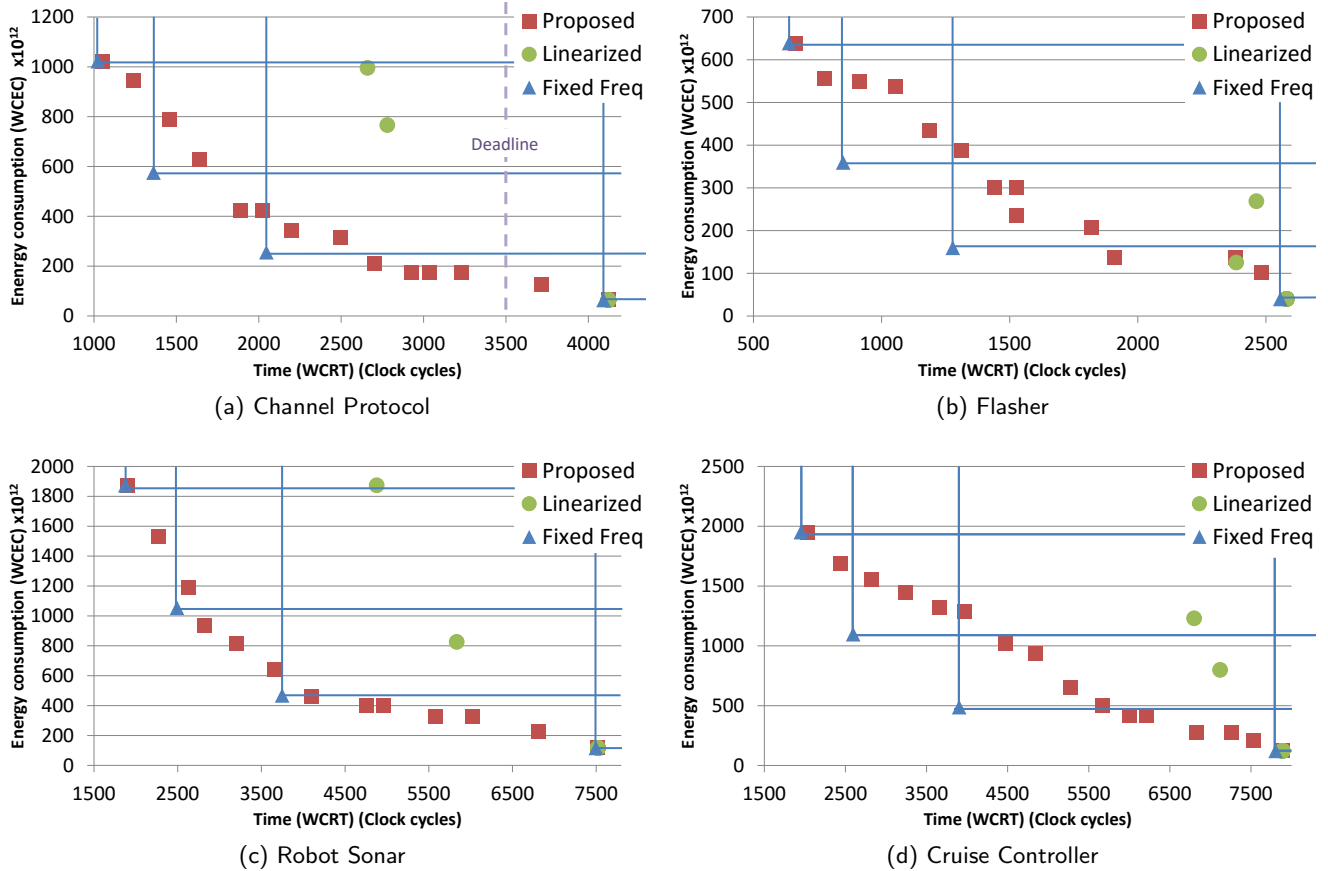 Enenrgy consumption (WCEC) x10¹²
1200
1000
800
600
400
200
0
1000 1500 2000 2500 3000 3500 4000
Time (WCRT) (Clock cycles)
Proposed
Linearized
Fixed Freq
Deadline
(a) Channel Protocol
Energy consumption (WCEC) x10¹²
700
600
500
400
300
200
100
0
500 1000 1500 2000 2500
Time (WCRT) (Clock cycles)
Proposed
Linearized
Fixed Freq
(b) Flasher
Energy consumption (WCEC) x10¹²
2000
1800
1600
1400
1200
1000
800
600
400
200
0
1500 2500 3500 4500 5500 6500 7500
Time (WCRT) (Clock cycles)
Proposed
Linearized
Fixed Freq
(c) Robot Sonar
Energy consumption (WCEC) x10¹²
2500
2000
1500
1000
500
0
1500 2500 3500 4500 5500 6500 7500
Time (WCRT) (Clock cycles)
Proposed
Linearized
Fixed Freq
(d) Cruise Controller